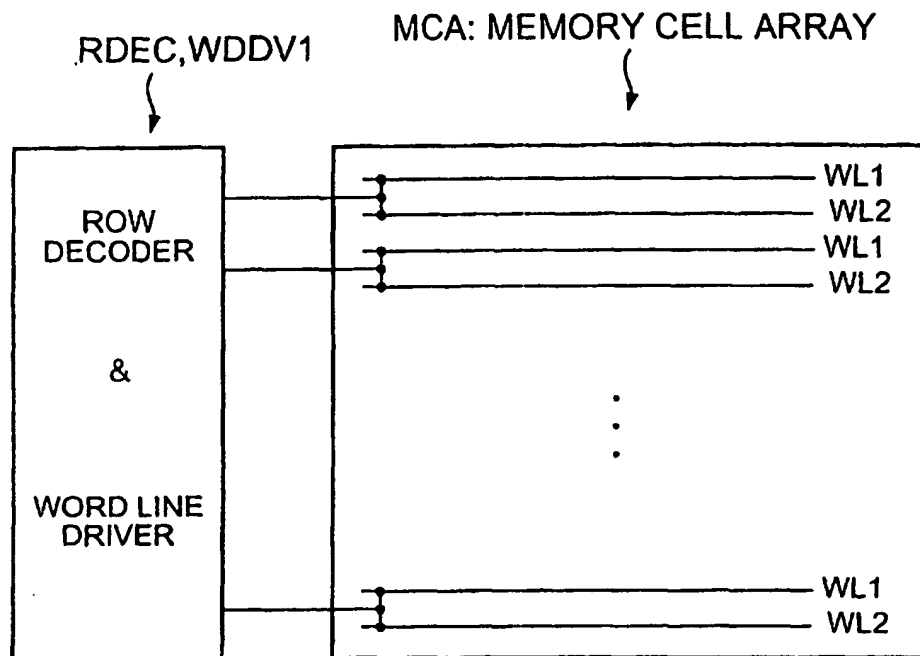 RDEC,WDDV1
MCA: MEMORY CELL ARRAY
ROW
DECODER
&
WORD LINE
DRIVER
WL1
WL2
WL1
WL2
WL1
WL2